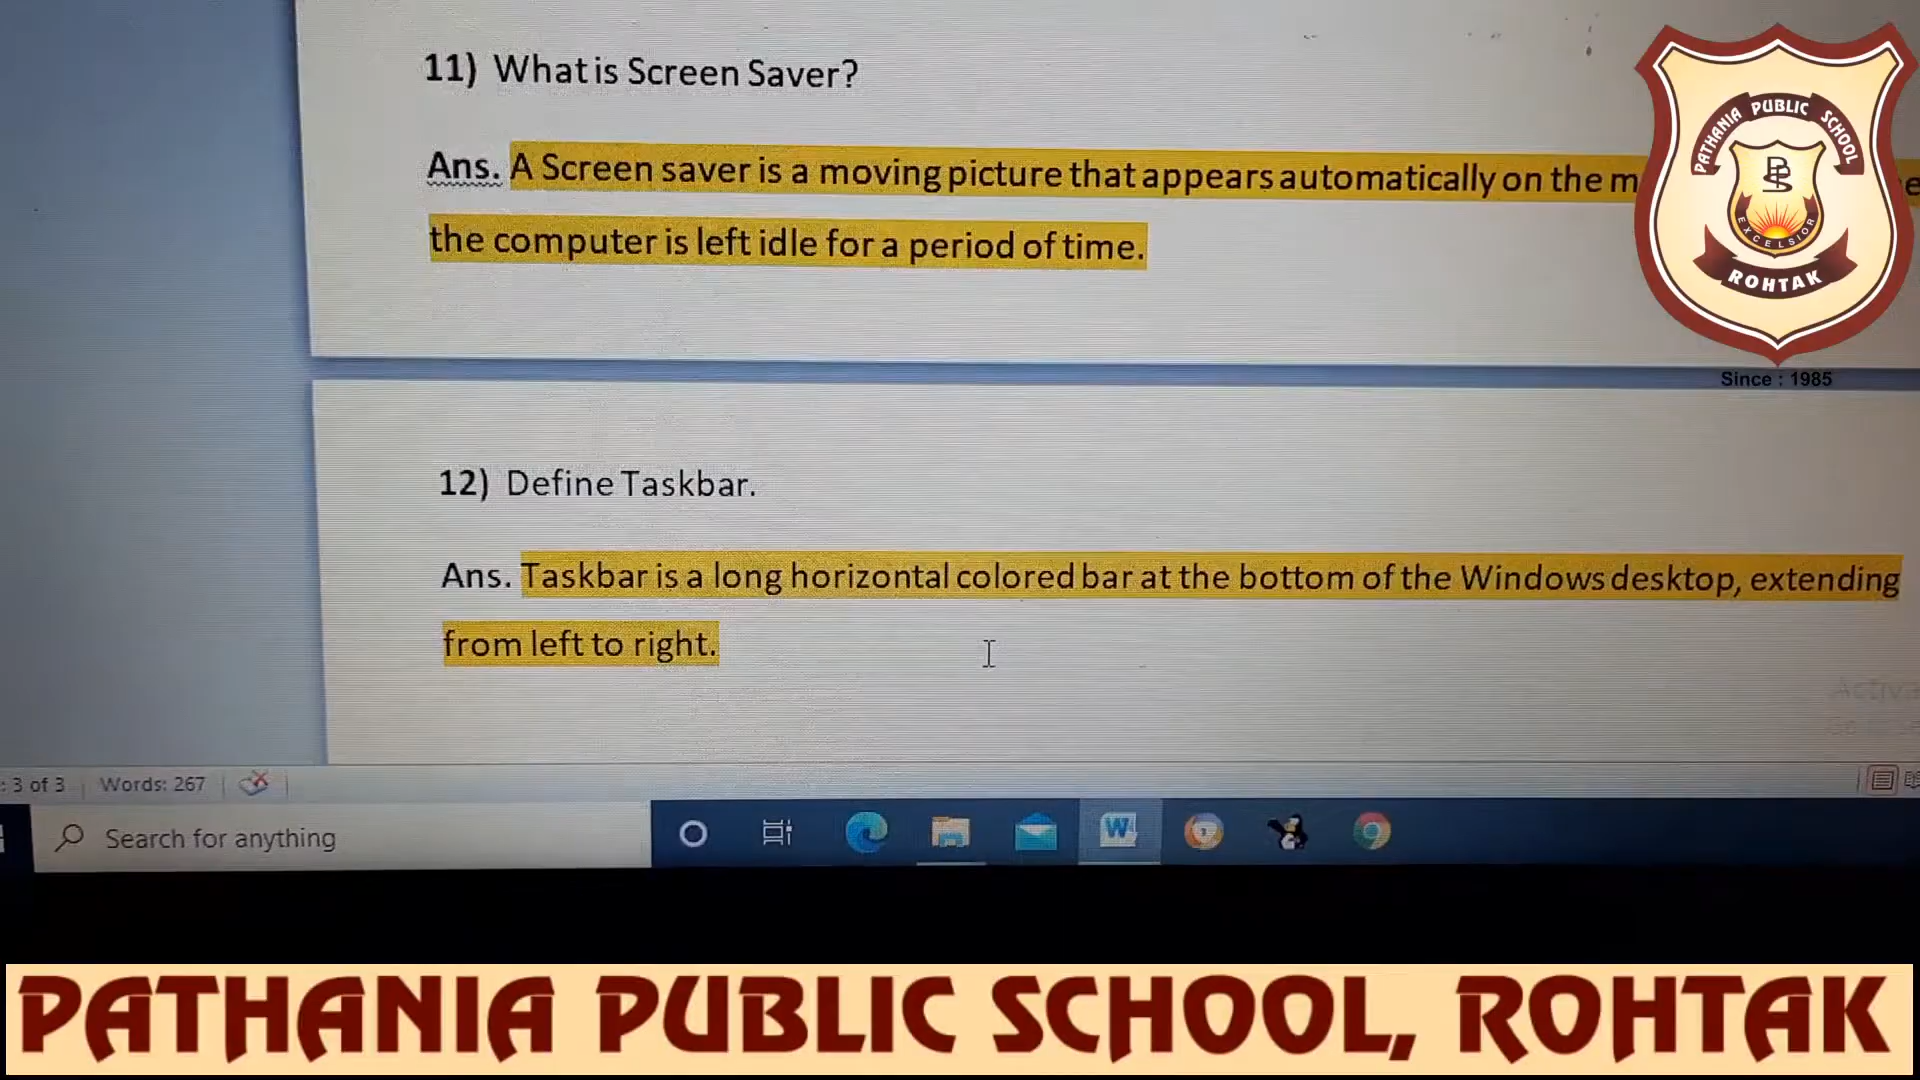 11) What is Screen Saver?
Ans. A Screen saver is a moving picture that appears automatically on the
the computer is left idle for a period of time.
PATHANIA PUBLIC SCHOOL
EXCELSIOR
ROHTAK
Since : 1985
12) Define Taskbar.
Ans. Taskbar is a long horizontal colored bar at the bottom of the Windows desktop, extending
from left to right.
: 3 of 3 Words: 267
Search for anything
PATHANIA PUBLIC SCHOOL, ROHTAK